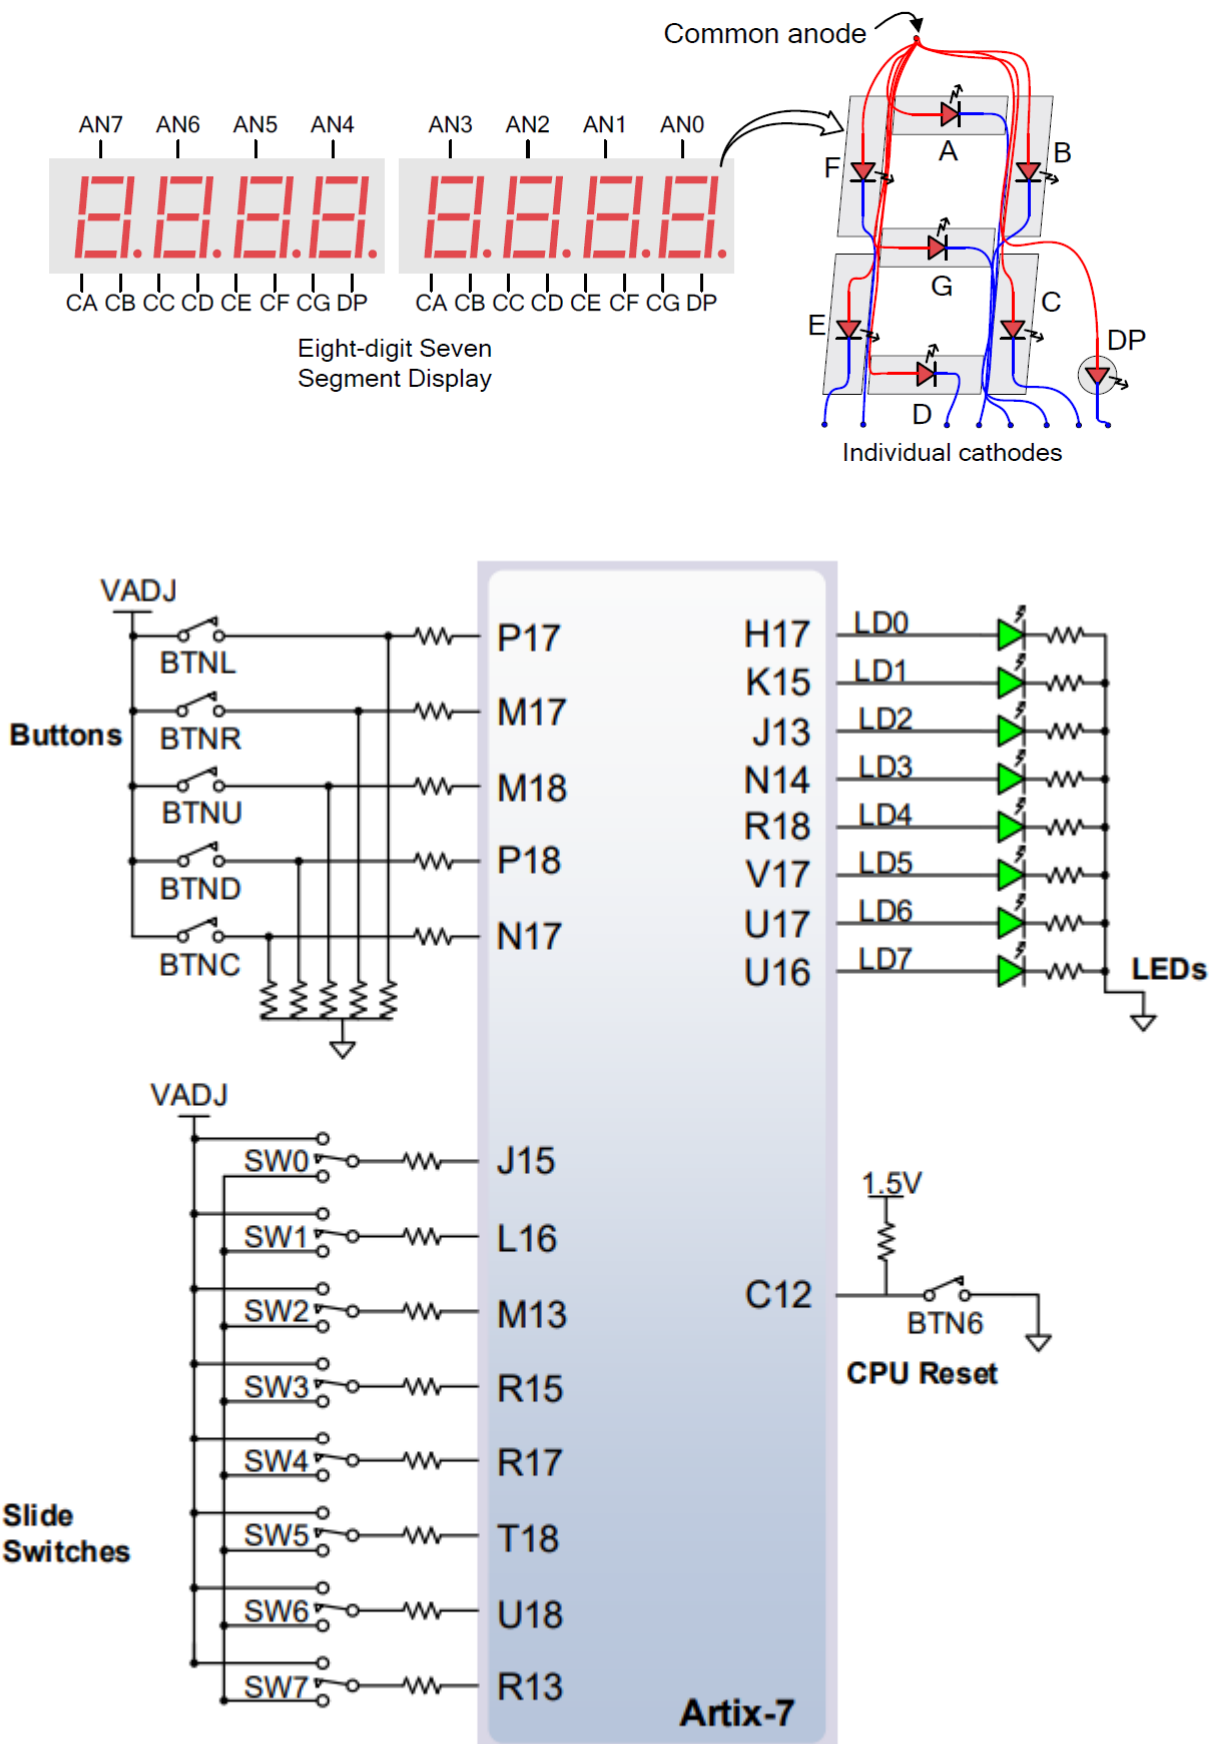 Common anode
AN7 AN6 AN5 AN4 AN3 AN2 AN1 AN0
CA CB CC CD CE CF CG DP CA CB CC CD CE CF CG DP
Eight-digit Seven
Segment Display
A
F
B
G
E
C
DP
D
Individual cathodes
VADJ
BTNL
P17
Buttons
BTNR
M17
BTNU
M18
BTND
P18
BTNC
N17
H17 LD0
K15 LD1
J13 LD2
N14 LD3
R18 LD4
V17 LD5
U17 LD6
U16 LD7
LEDs
VADJ
SW0 J15
SW1 L16
SW2 M13
SW3 R15
SW4 R17
Slide
Switches
SW5 T18
SW6 U18
SW7 R13
1.5V
C12
BTN6
CPU Reset
Artix-7